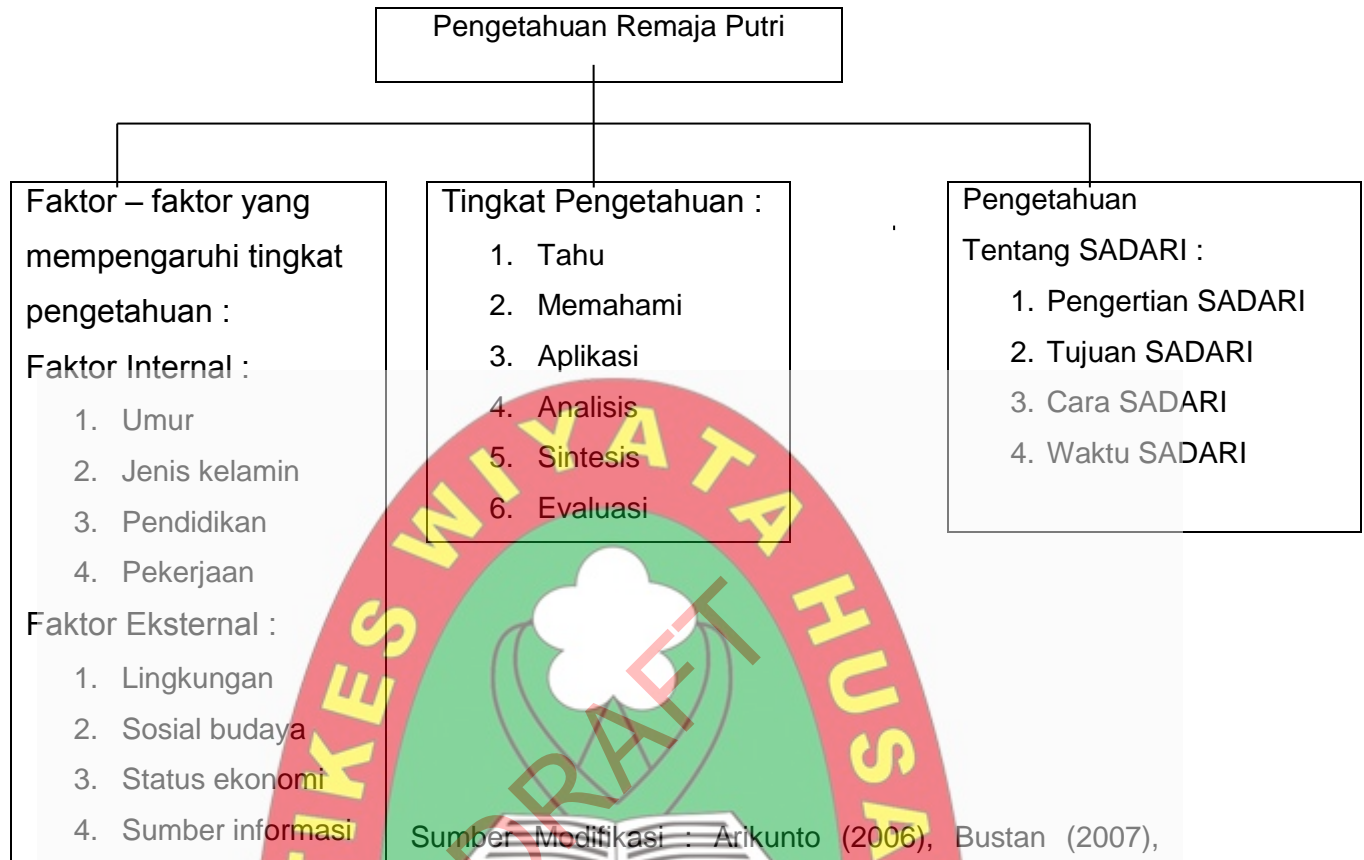 Pengetahuan Remaja Putri
Faktor – faktor yang
mempengaruhi tingkat
pengetahuan :
Faktor Internal :
1. Umur
2. Jenis kelamin
3. Pendidikan
4. Pekerjaan
Faktor Eksternal :
1. Lingkungan
2. Sosial budaya
3. Status ekonomi
4. Sumber informasi
Tingkat Pengetahuan :
1. Tahu
2. Memahami
3. Aplikasi
4. Analisis
5. Sintesis
6. Evaluasi
Pengetahuan
Tentang SADARI :
1. Pengertian SADARI
2. Tujuan SADARI
3. Cara SADARI
4. Waktu SADARI
Sumber Modifikasi : Arikunto (2006), Bustan (2007),
IKES WIYATA HUSA
DRAFT